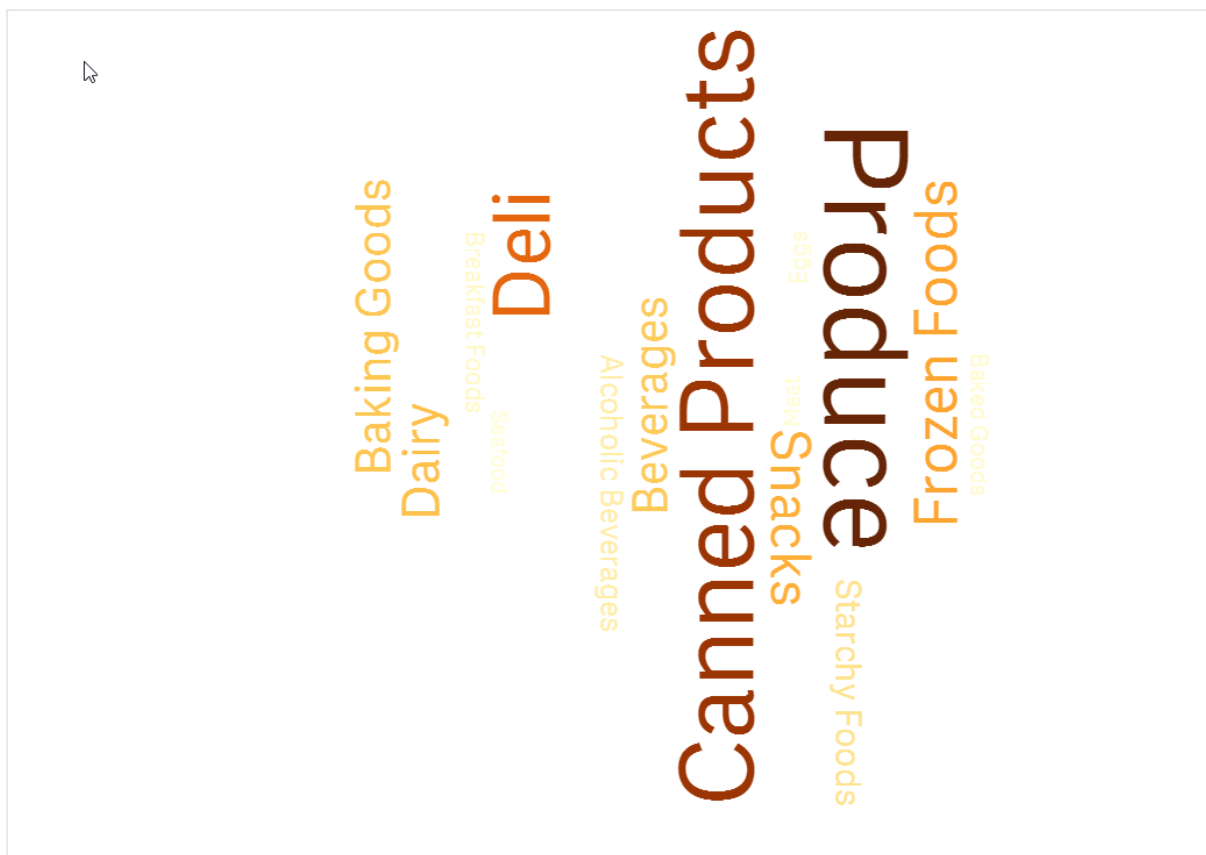 Baking Goods
Dairy
Breakfast Foods
Seafood
Deli
Alcoholic Beverages
Beverages
Canned Products
Eggs
Meat
Snacks
Produce
Starchy Foods
Frozen Foods
Baked Goods